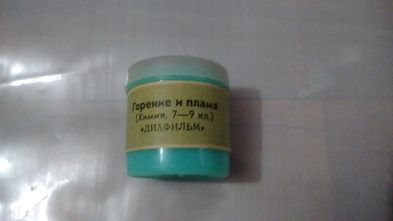 Горение и пламя
(Химия, 7—9 кл.)
«ДИАФИЛЬМ»